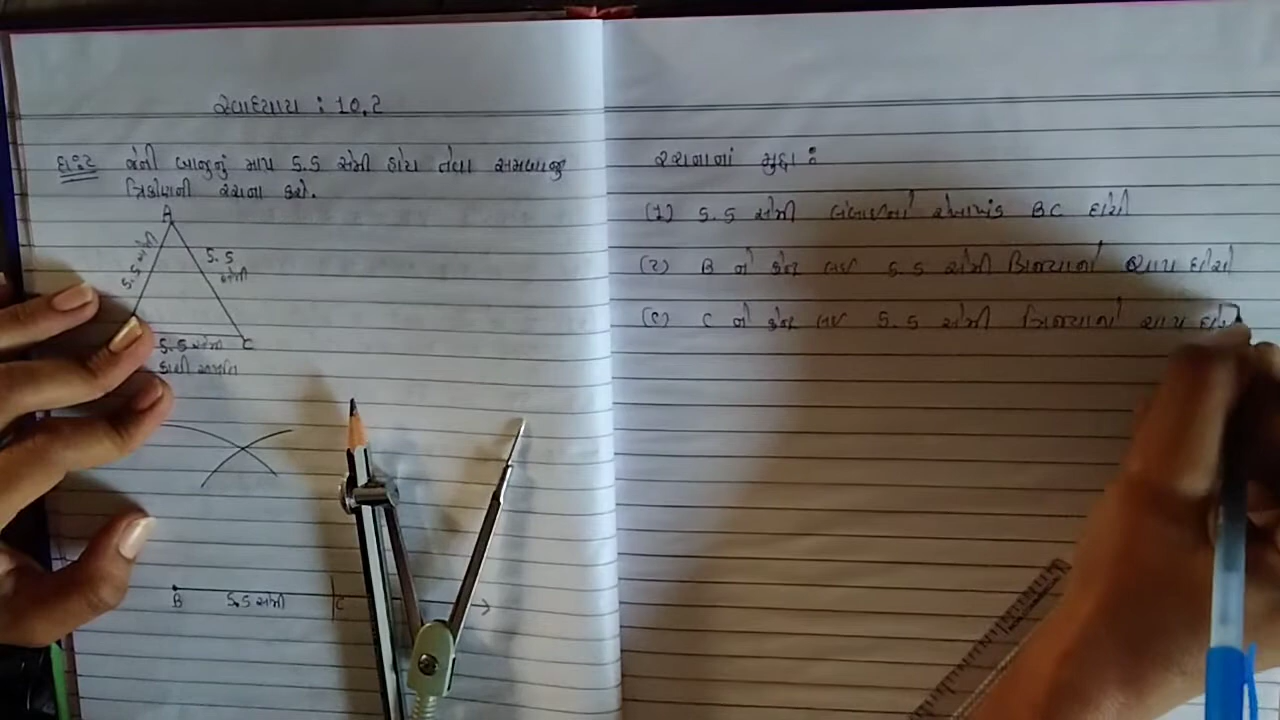 સ્વાધ્યાય : 10.2
દા:2 જેની બાજુનું માપ 5.5 સેમી હોય તેવા સમબાજુ
ત્રિકોણની રચના કરો.
A
5.5 સેમી
5.5
સેમી
5.5 સેમી
C
કાચી આકૃતિ
B 5.5 સેમી C
રચનાનાં મુદ્દા :
(1) 5.5 સેમી લંબાઈનો રેખાખંડ BC દોરો
(2) B ને કેન્દ્ર લઈ 5.5 સેમી ત્રિજ્યાનો ચાપ દોરો
(3) C ને કેન્દ્ર લઈ 5.5 સેમી ત્રિજ્યાનો ચાપ દોરો